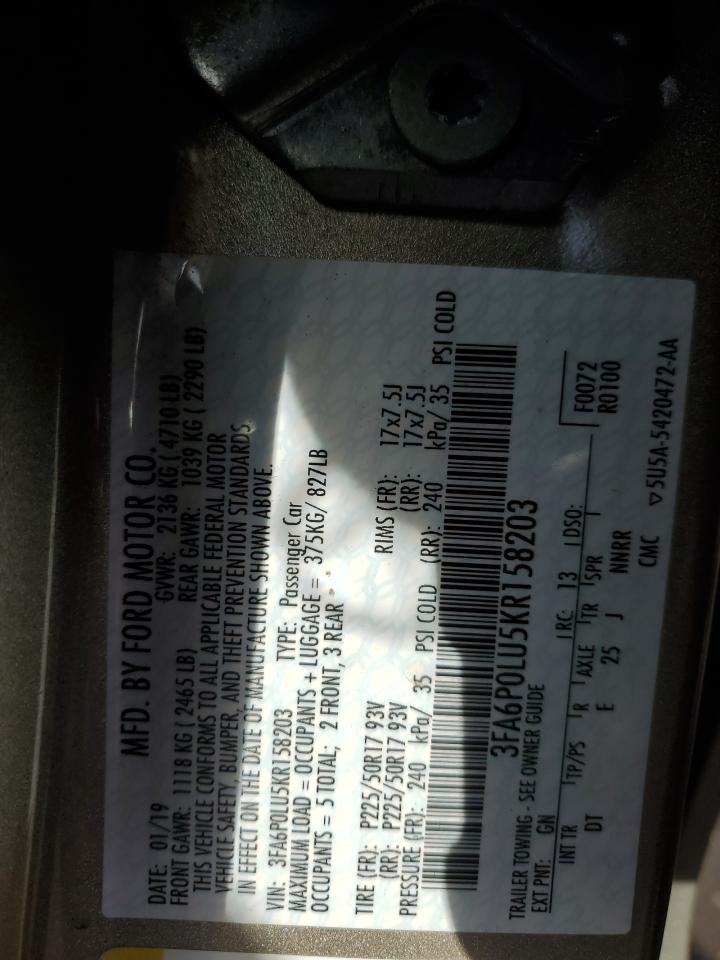 MFD. BY FORD MOTOR CO.
DATE: 01/19 GVWR: 2136 KG ( 4710 LB)
FRONT GAWR: 1118 KG ( 2465 LB) REAR GAWR: 1039 KG ( 2290 LB)
THIS VEHICLE CONFORMS TO ALL APPLICABLE FEDERAL MOTOR
VEHICLE SAFETY, BUMPER, AND THEFT PREVENTION STANDARDS
IN EFFECT ON THE DATE OF MANUFACTURE SHOWN ABOVE.
VIN: 3FA6P0LU5KR158203 TYPE: Passenger Car
MAXIMUM LOAD = OCCUPANTS + LUGGAGE = 375KG/ 827LB
OCCUPANTS = 5 TOTAL; 2 FRONT, 3 REAR
TIRE (FR): P225/50R17 93V RIMS (FR): 17x7.5J
(RR): P225/50R17 93V (RR): 17x7.5J
PRESSURE (FR): 240 kPa/ 35 PSI COLD (RR): 240 kPa/ 35 PSI COLD
3FA6P0LU5KR158203
TRAILER TOWING - SEE OWNER GUIDE F0072
EXT PNT: GN RC: 13 DSO: R0100
INT TR TP/PS R AXLE TR SPR
DT E 25 J NNRR
CMC ▽5U5A-5420472-AA